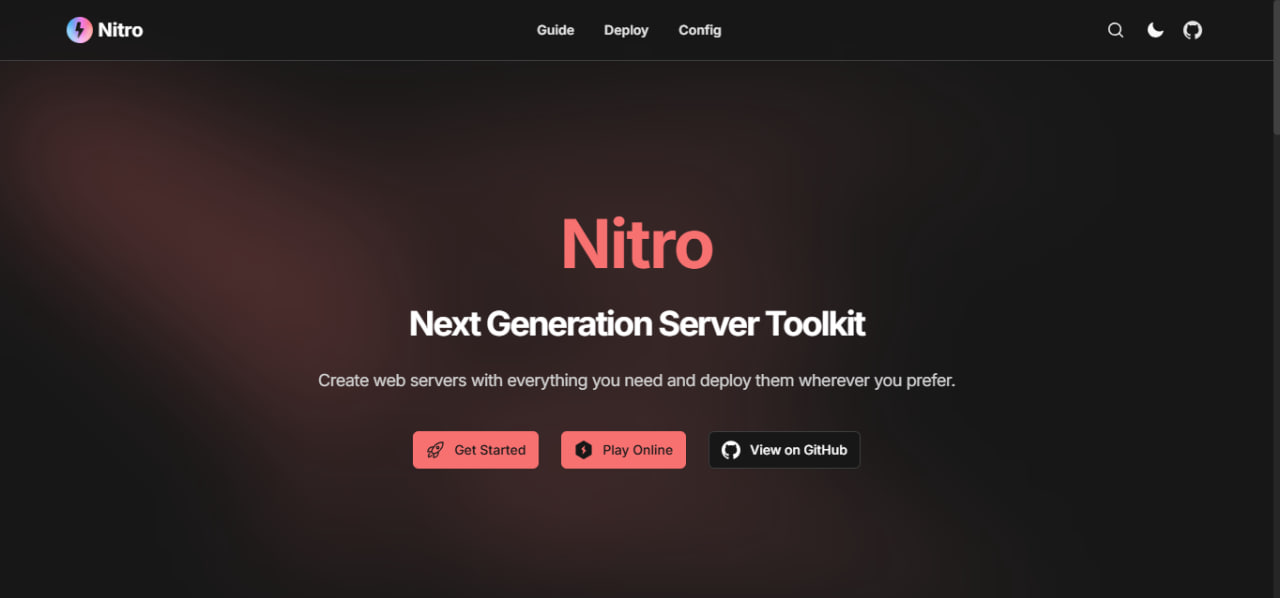 Nitro
Guide Deploy Config
Nitro
Next Generation Server Toolkit
Create web servers with everything you need and deploy them wherever you prefer.
Get Started Play Online View on GitHub